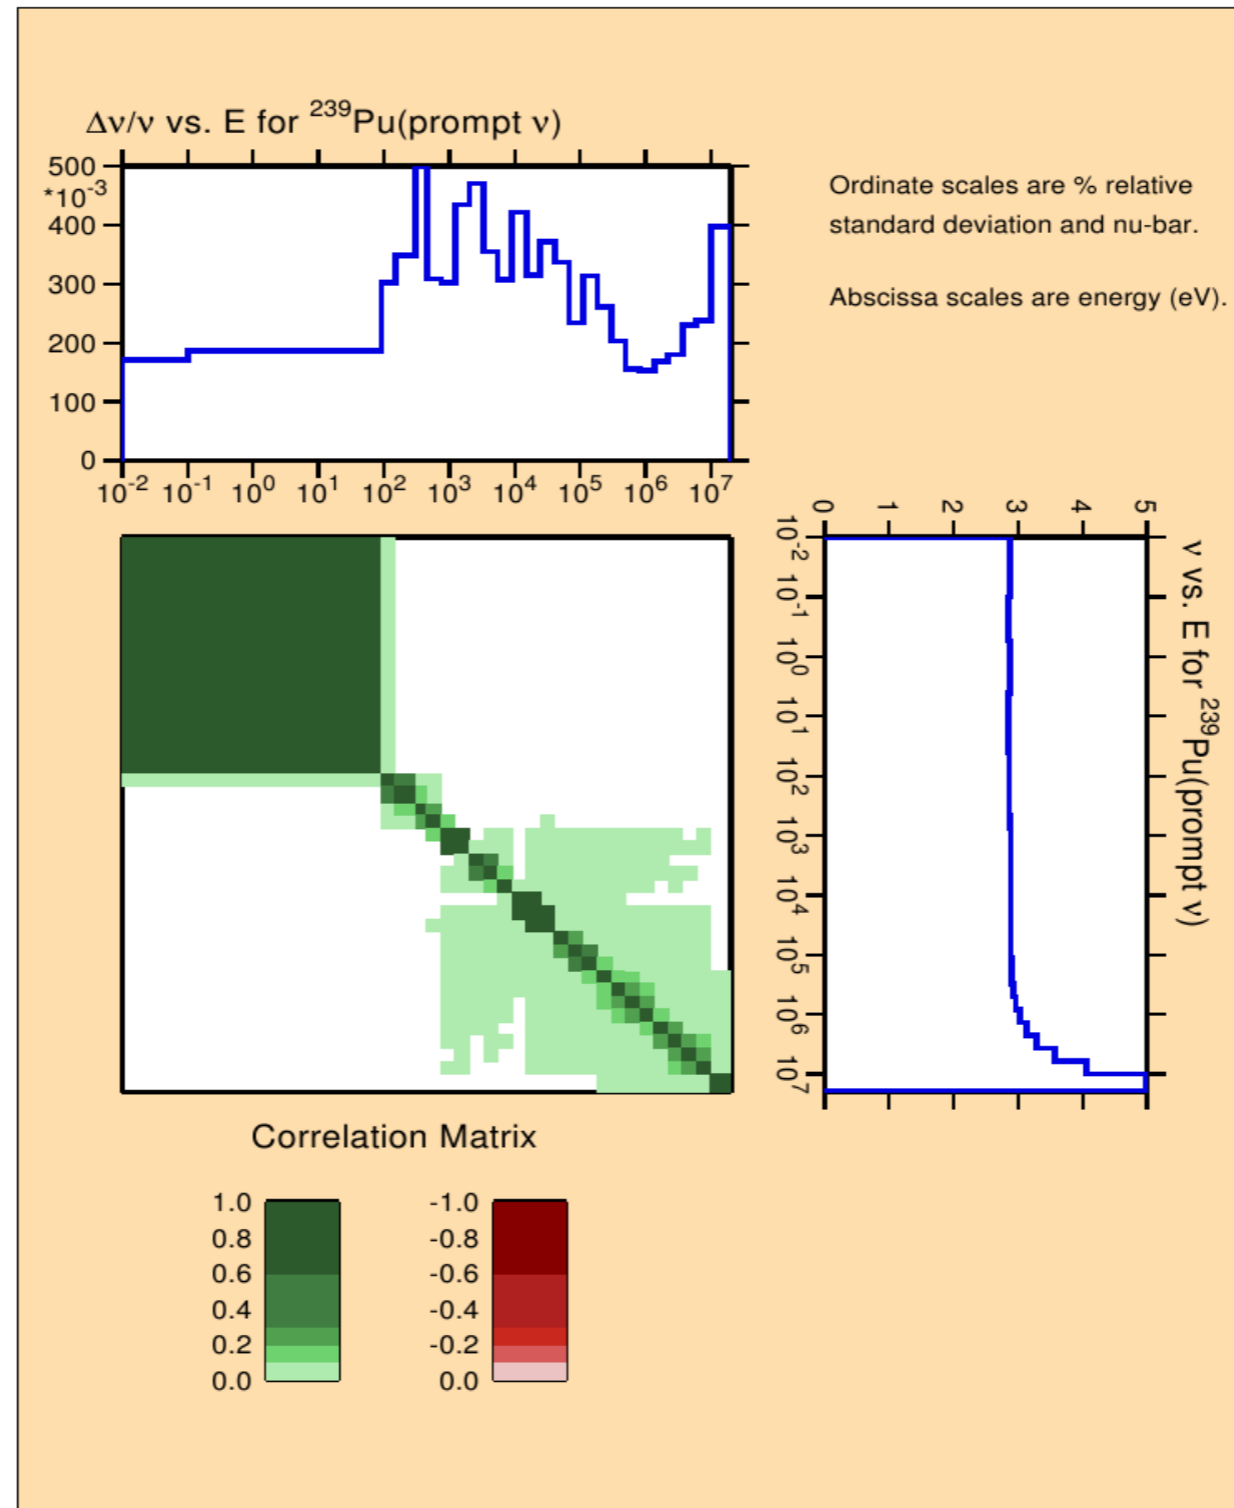 Δν/ν vs. E for ²³⁹Pu(prompt ν)
500
*10⁻³
400
300
200
100
0
10⁻² 10⁻¹ 10⁰ 10¹ 10² 10³ 10⁴ 10⁵ 10⁶ 10⁷
Ordinate scales are % relative
standard deviation and nu-bar.
Abscissa scales are energy (eV).
0 1 2 3 4 5
10⁻² 10⁻¹ 10⁰ 10¹ 10² 10³ 10⁴ 10⁵ 10⁶ 10⁷
ν vs. E for ²³⁹Pu(prompt ν)
Correlation Matrix
1.0
0.8
0.6
0.4
0.2
0.0
-1.0
-0.8
-0.6
-0.4
-0.2
0.0